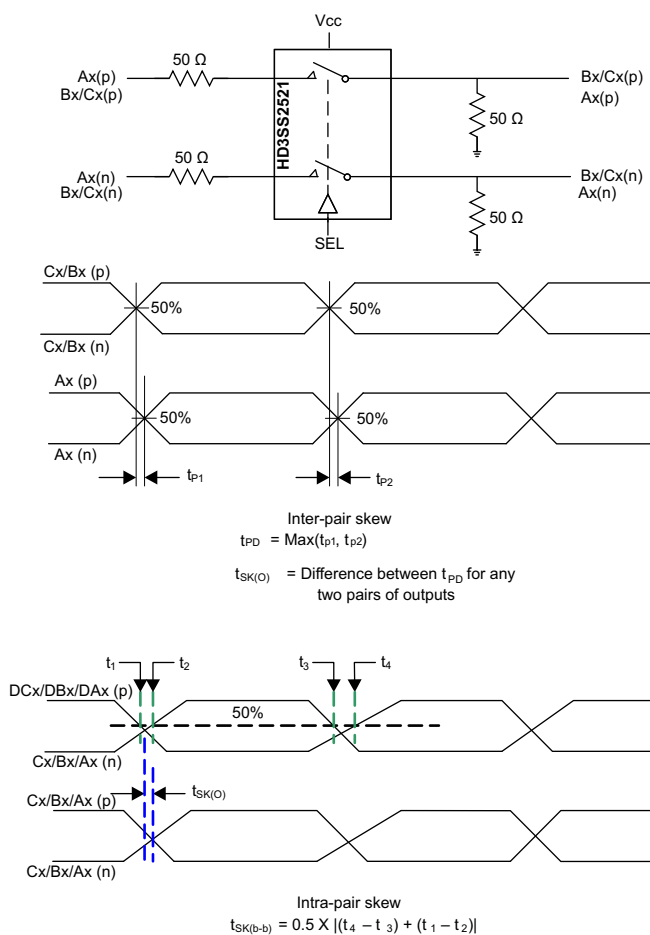 Vcc
50 Ω
Ax(p)
Bx/Cx(p)
Bx/Cx(p)
Ax(p)
HD3SS2521
50 Ω
50 Ω
Ax(n)
Bx/Cx(n)
Bx/Cx(n)
Ax(n)
50 Ω
SEL
Cx/Bx (p)
50%
50%
Cx/Bx (n)
Ax (p)
50%
50%
Ax (n)
tP1
tP2
Inter-pair skew
tPD = Max(tp1, tp2)
tSK(O) = Difference between tPD for any
two pairs of outputs
t1
t2
t3
t4
DCx/DBx/DAx (p)
50%
Cx/Bx/Ax (n)
Cx/Bx/Ax (p)
tSK(O)
Cx/Bx/Ax (n)
Intra-pair skew
tSK(b-b) = 0.5 X |(t4 – t3) + (t1 – t2)|